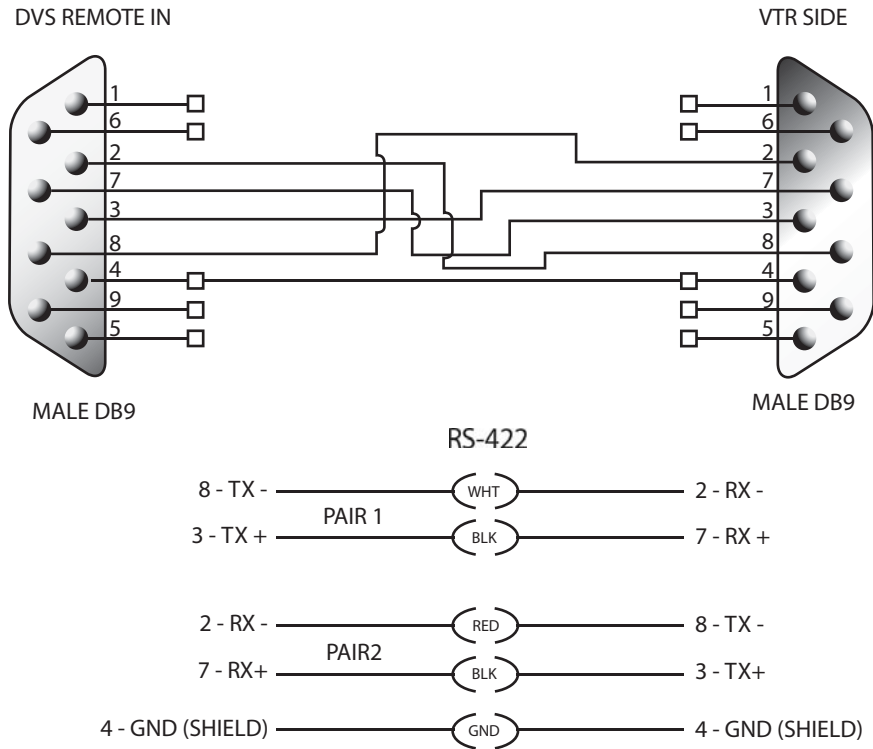 DVS REMOTE IN VTR SIDE
1 1
6 6
2 2
7 7
3 3
8 8
4 4
9 9
5 5
MALE DB9 MALE DB9
RS-422
8 - TX - WHT 2 - RX -
PAIR 1
3 - TX + BLK 7 - RX +
2 - RX - RED 8 - TX -
PAIR2
7 - RX+ BLK 3 - TX+
4 - GND (SHIELD) GND 4 - GND (SHIELD)